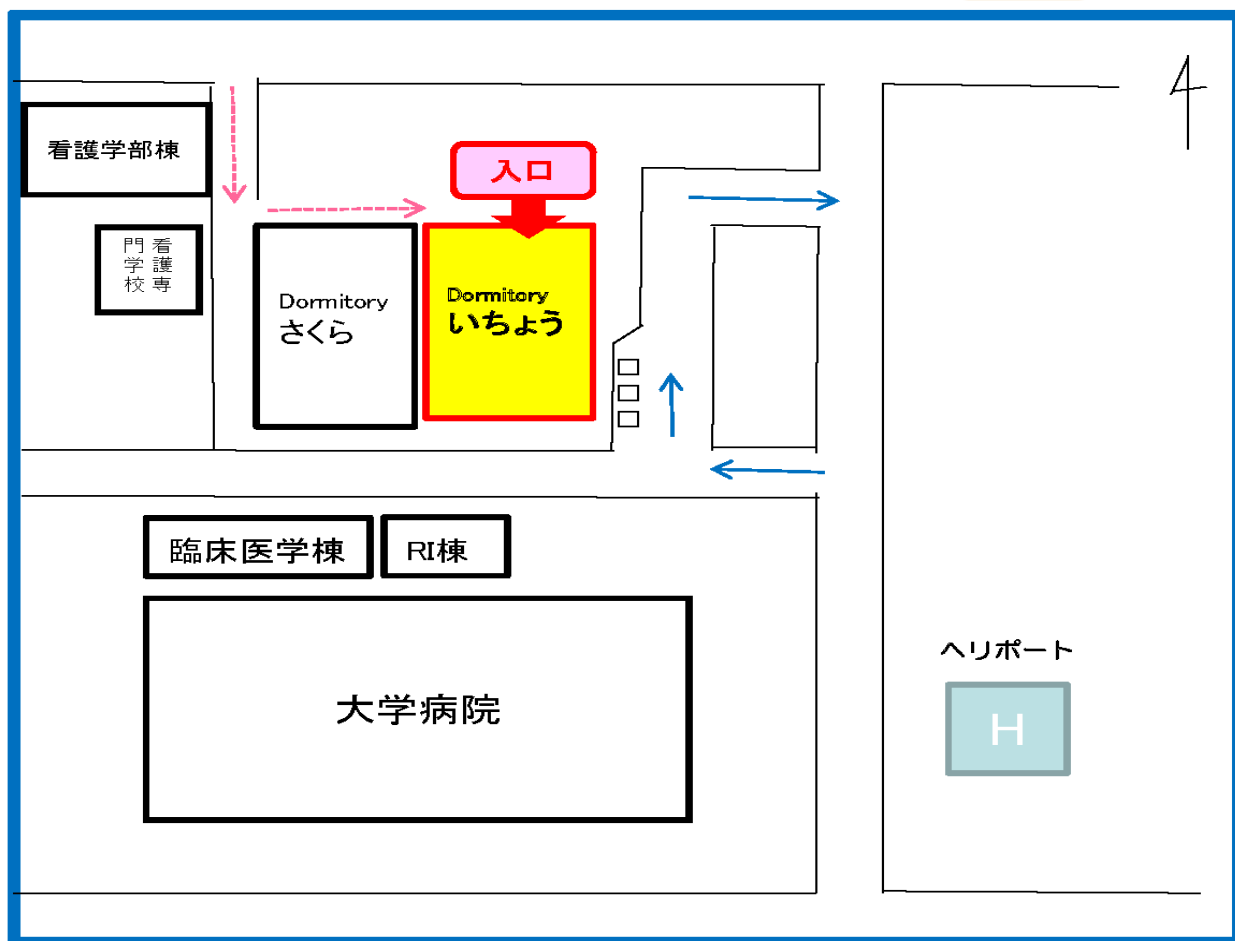 看護学部棟
入口
看護専
門学校
Dormitory
さくら
Dormitory
いちょう
臨床医学棟
RI棟
大学病院
ヘリポート
H